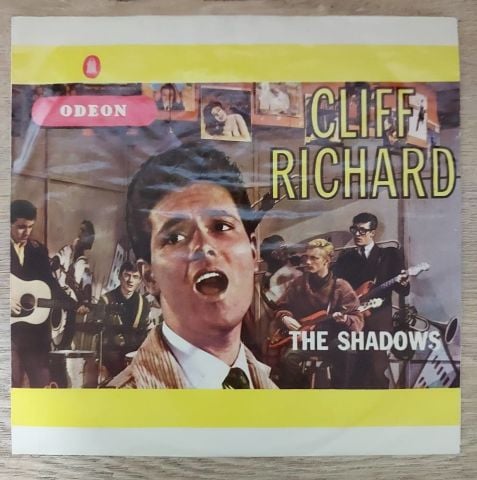 ODEON
CLIFF
RICHARD
THE SHADOWS